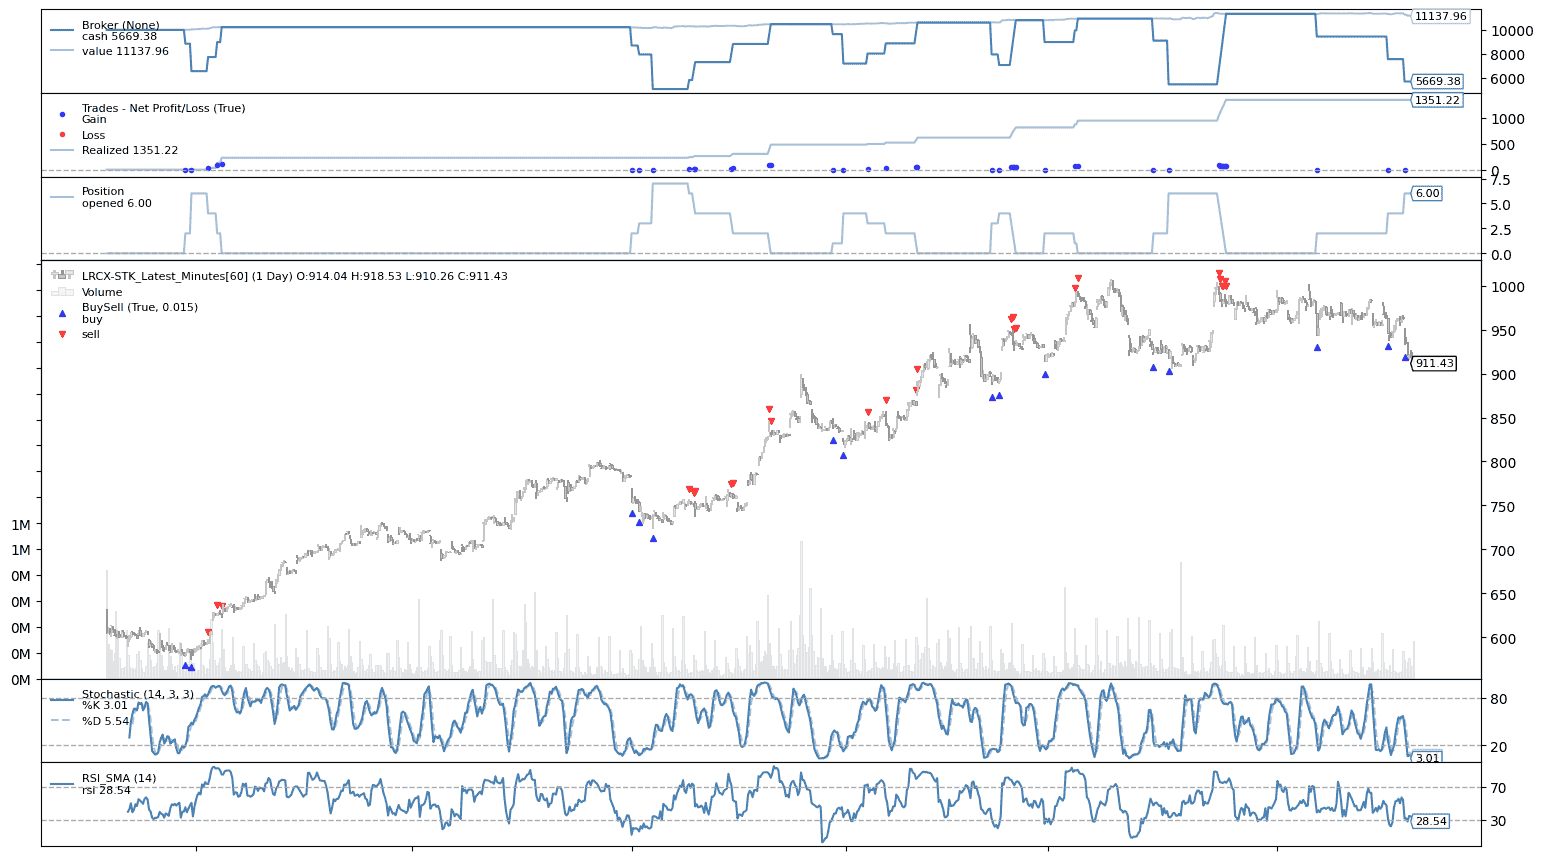 Broker (None)
cash 5669.38
value 11137.96
11137.96
10000
8000
6000
5669.38
Trades - Net Profit/Loss (True)
Gain
Loss
Realized 1351.22
1351.22
1000
500
0
Position
opened 6.00
7.5
6.00
5.0
2.5
0.0
LRCX-STK_Latest_Minutes[60] (1 Day) O:914.04 H:918.53 L:910.26 C:911.43
Volume
BuySell (True, 0.015)
buy
sell
1000
950
911.43
900
850
800
750
700
650
600
1M
1M
0M
0M
0M
0M
0M
Stochastic (14, 3, 3)
%K 3.01
%D 5.54
80
20
3.01
RSI_SMA (14)
rsi 28.54
70
30
28.54